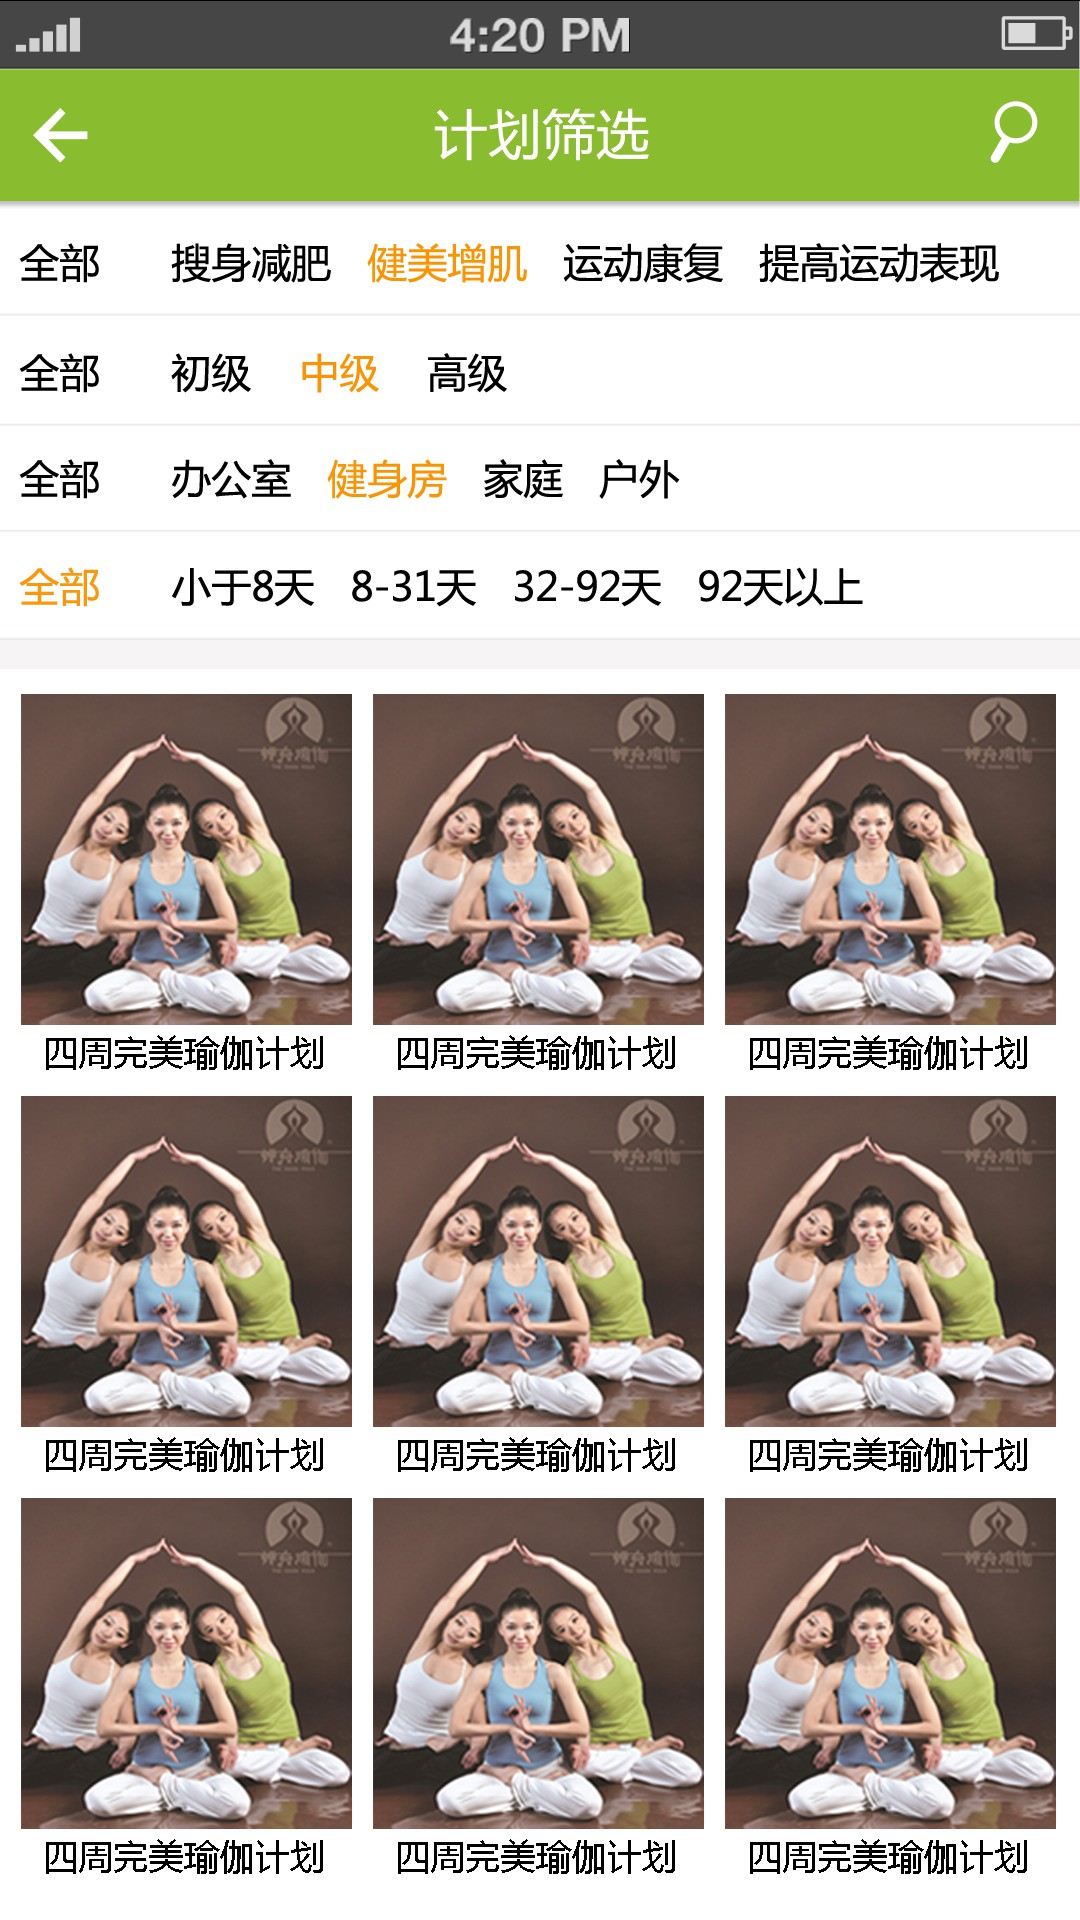 4:20 PM
计划筛选
全部 搜身减肥 健美增肌 运动康复 提高运动表现
全部 初级 中级 高级
全部 办公室 健身房 家庭 户外
全部 小于8天 8-31天 32-92天 92天以上
四周完美瑜伽计划 四周完美瑜伽计划 四周完美瑜伽计划
四周完美瑜伽计划 四周完美瑜伽计划 四周完美瑜伽计划
四周完美瑜伽计划 四周完美瑜伽计划 四周完美瑜伽计划